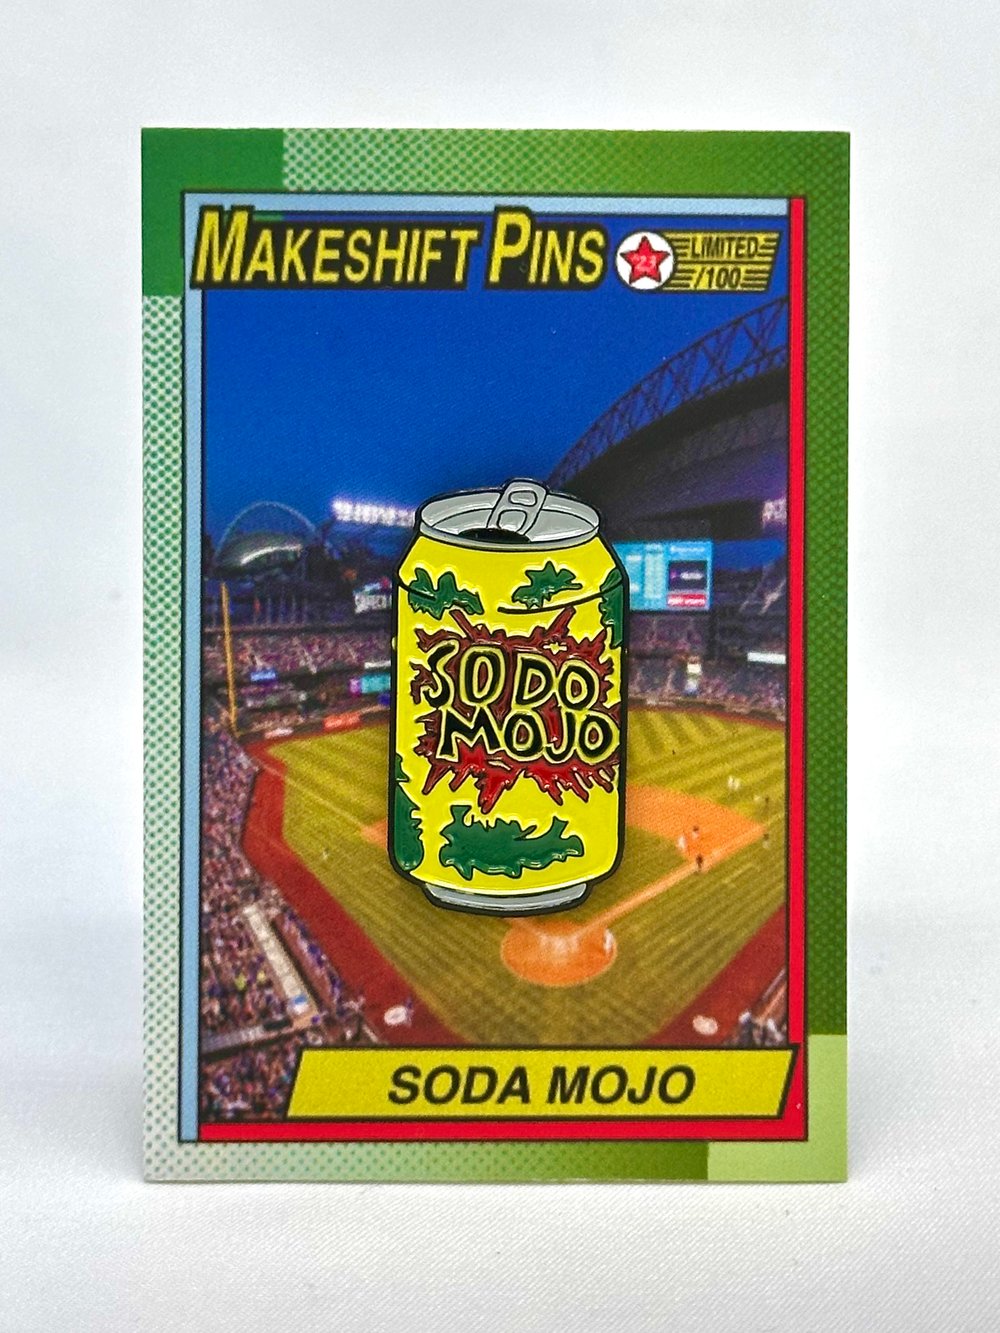 MAKESHIFT PINS
23
LIMITED
/100
SODO
MOJO
SODA MOJO